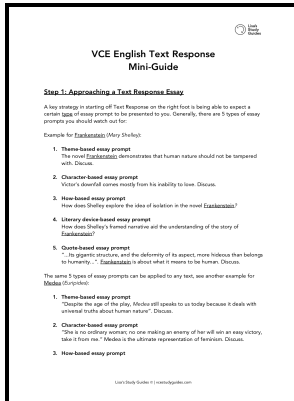 Lisa's
Study
Guides
VCE English Text Response
Mini-Guide
Step 1: Approaching a Text Response Essay
A key strategy in starting off Text Response on the right foot is being able to expect a
certain type of essay prompt to be presented to you. Generally, there are 5 types of essay
prompts you should watch out for:
Example for Frankenstein (Mary Shelley):
1. Theme-based essay prompt
The novel Frankenstein demonstrates that human nature should not be tampered
with. Discuss.
2. Character-based essay prompt
Victor's downfall comes mostly from his inability to love. Discuss.
3. How-based essay prompt
How does Shelley explore the idea of isolation in the novel Frankenstein?
4. Literary device-based essay prompt
How does Shelley's framed narrative aid the understanding of the story of
Frankenstein?
5. Quote-based essay prompt
"...Its gigantic structure, and the deformity of its aspect, more hideous than belongs
to humanity...". Frankenstein is about what it means to be human. Discuss.
The same 5 types of essay prompts can be applied to any text, see another example for
Medea (Euripides):
1. Theme-based essay prompt
"Despite the age of the play, Medea still speaks to us today because it deals with
universal truths about human nature". Discuss.
2. Character-based essay prompt
"She is no ordinary woman; no one making an enemy of her will win an easy victory,
take it from me." Medea is the ultimate representation of feminism. Discuss.
3. How-based essay prompt
Lisa's Study Guides © | vcestudyguides.com